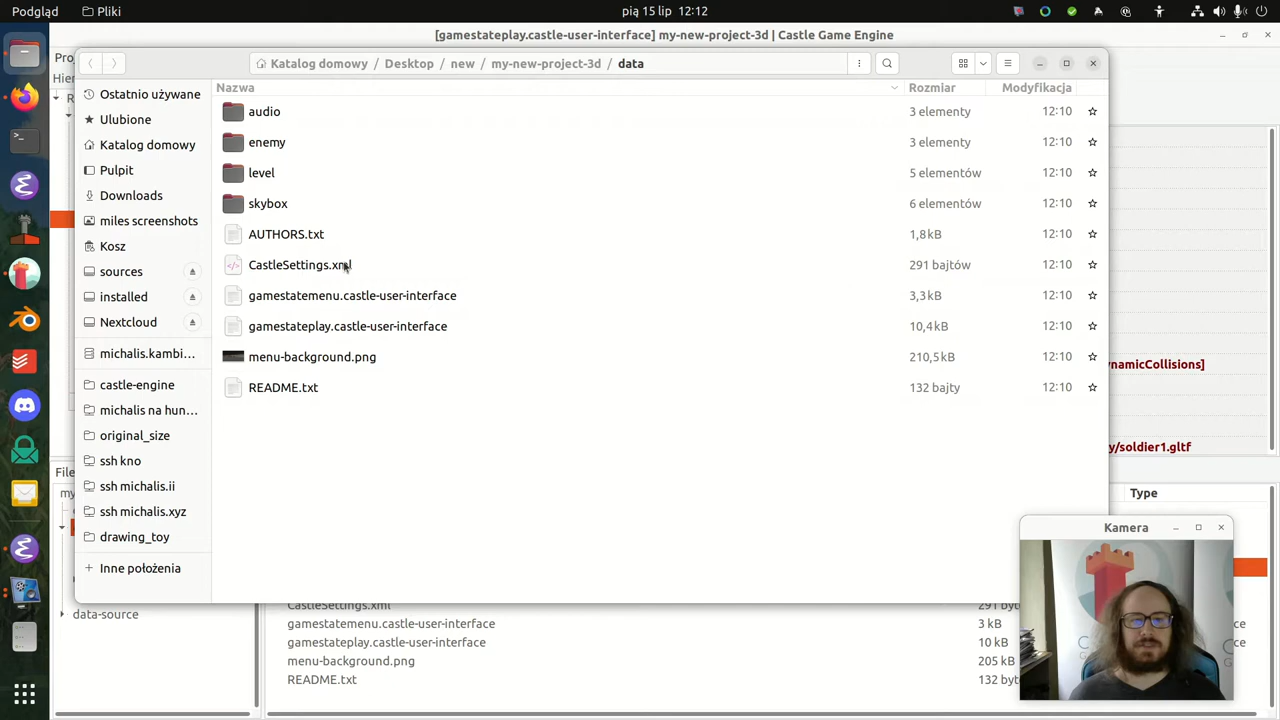 Podgląd Pliki pią 15 lip 12:12
[gamestateplay.castle-user-interface] my-new-project-3d | Castle Game Engine
Katalog domowy / Desktop / new / my-new-project-3d / data
Nazwa Rozmiar Modyfikacja
Ostatnio używane
Ulubione
Katalog domowy
Pulpit
Downloads
miles screenshots
Kosz
sources
installed
Nextcloud
michalis.kambi...
castle-engine
michalis na hun...
original_size
ssh kno
ssh michalis.ii
ssh michalis.xyz
drawing_toy
Inne położenia
audio 3 elementy 12:10
enemy 3 elementy 12:10
level 5 elementów 12:10
skybox 6 elementów 12:10
AUTHORS.txt 1,8 kB 12:10
CastleSettings.xml 291 bajtów 12:10
gamestatemenu.castle-user-interface 3,3 kB 12:10
gamestateplay.castle-user-interface 10,4 kB 12:10
menu-background.png 210,5 kB 12:10
README.txt 132 bajty 12:10
namicCollisions]
y/soldier1.gltf
File
Type
Kamera
data-source
CastleSettings.xml 291 byt
gamestatemenu.castle-user-interface 3 kB
gamestateplay.castle-user-interface 10 kB
menu-background.png 205 kB
README.txt 132 byt